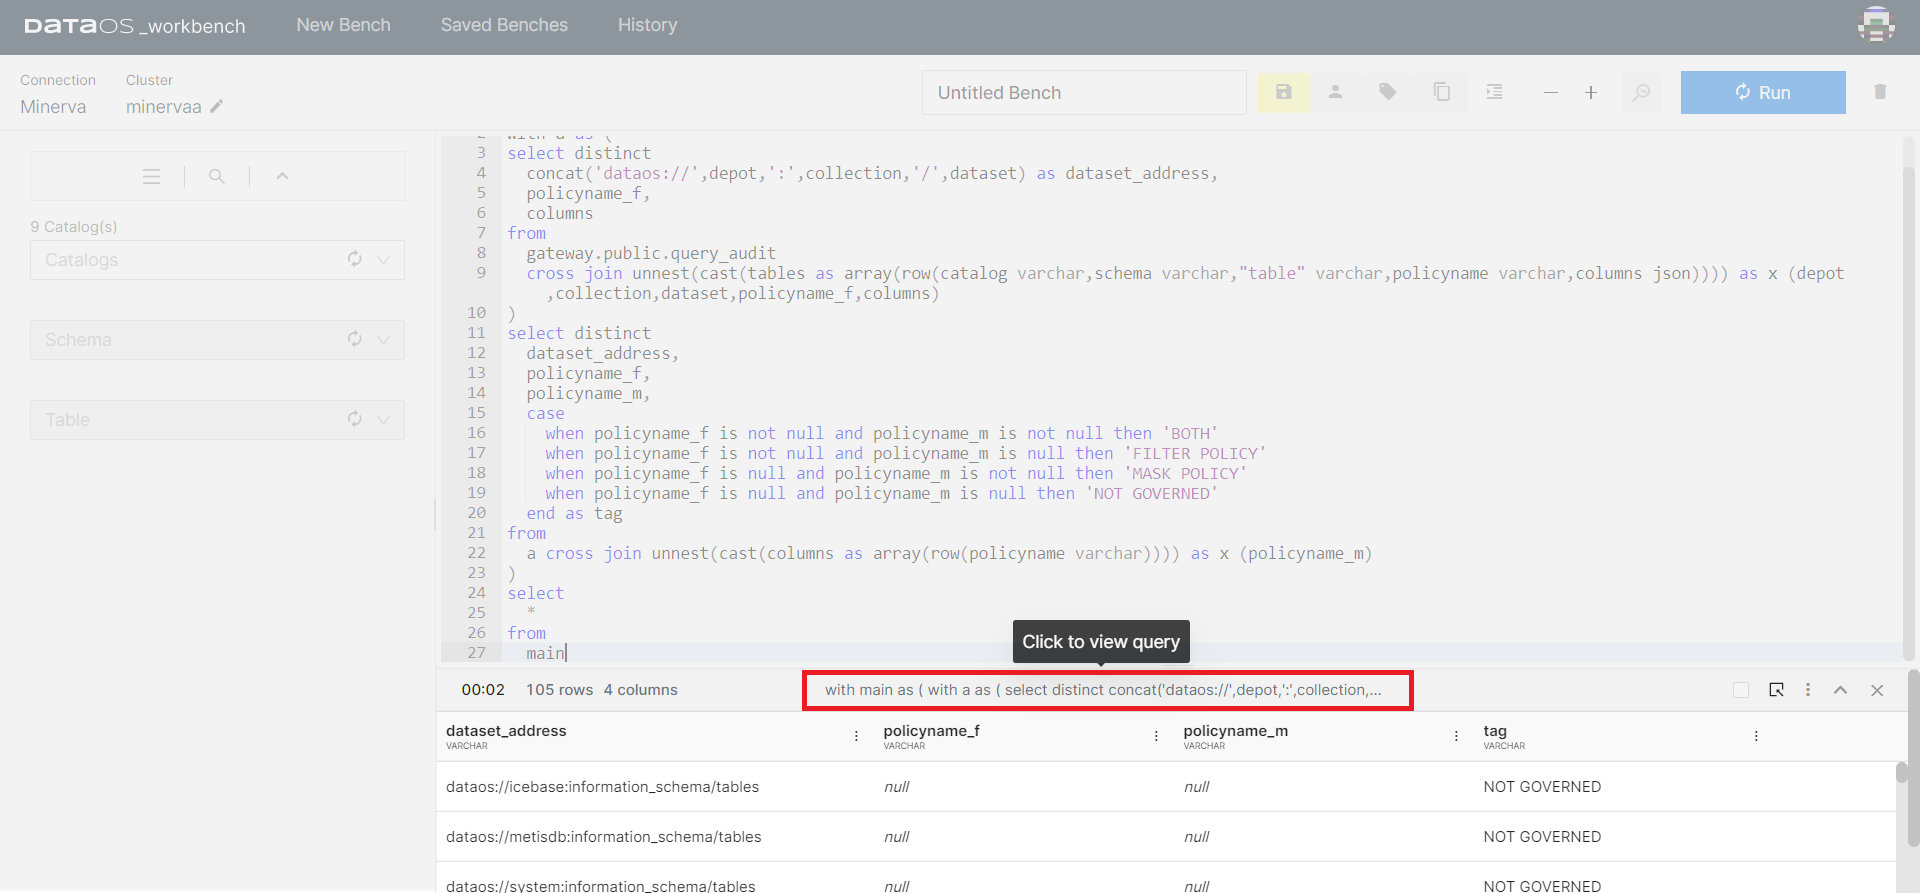 DATAOS _workbench
New Bench
Saved Benches
History
Connection
Minerva
Cluster
minervaa
Untitled Bench
Run
9 Catalog(s)
Catalogs
Schema
Table
2 with a as (
3 select distinct
4 concat('dataos://',depot,':',collection,'/',dataset) as dataset_address,
5 policyname_f,
6 columns
7 from
8 gateway.public.query_audit
9 cross join unnest(cast(tables as array(row(catalog varchar,schema varchar,"table" varchar,policyname varchar,columns json)))) as x (depot
,collection,dataset,policyname_f,columns)
10 )
11 select distinct
12 dataset_address,
13 policyname_f,
14 policyname_m,
15 case
16 when policyname_f is not null and policyname_m is not null then 'BOTH'
17 when policyname_f is not null and policyname_m is null then 'FILTER POLICY'
18 when policyname_f is null and policyname_m is not null then 'MASK POLICY'
19 when policyname_f is null and policyname_m is null then 'NOT GOVERNED'
20 end as tag
21 from
22 a cross join unnest(cast(columns as array(row(policyname varchar)))) as x (policyname_m)
23 )
24 select
25 *
26 from
27 main
Click to view query
00:02 105 rows 4 columns
with main as ( with a as ( select distinct concat('dataos://',depot,':',collection,...
dataset_address policyname_f policyname_m tag
VARCHAR VARCHAR VARCHAR VARCHAR
dataos://icebase:information_schema/tables null null NOT GOVERNED
dataos://metisdb:information_schema/tables null null NOT GOVERNED
dataos://system:information_schema/tables null null NOT GOVERNED